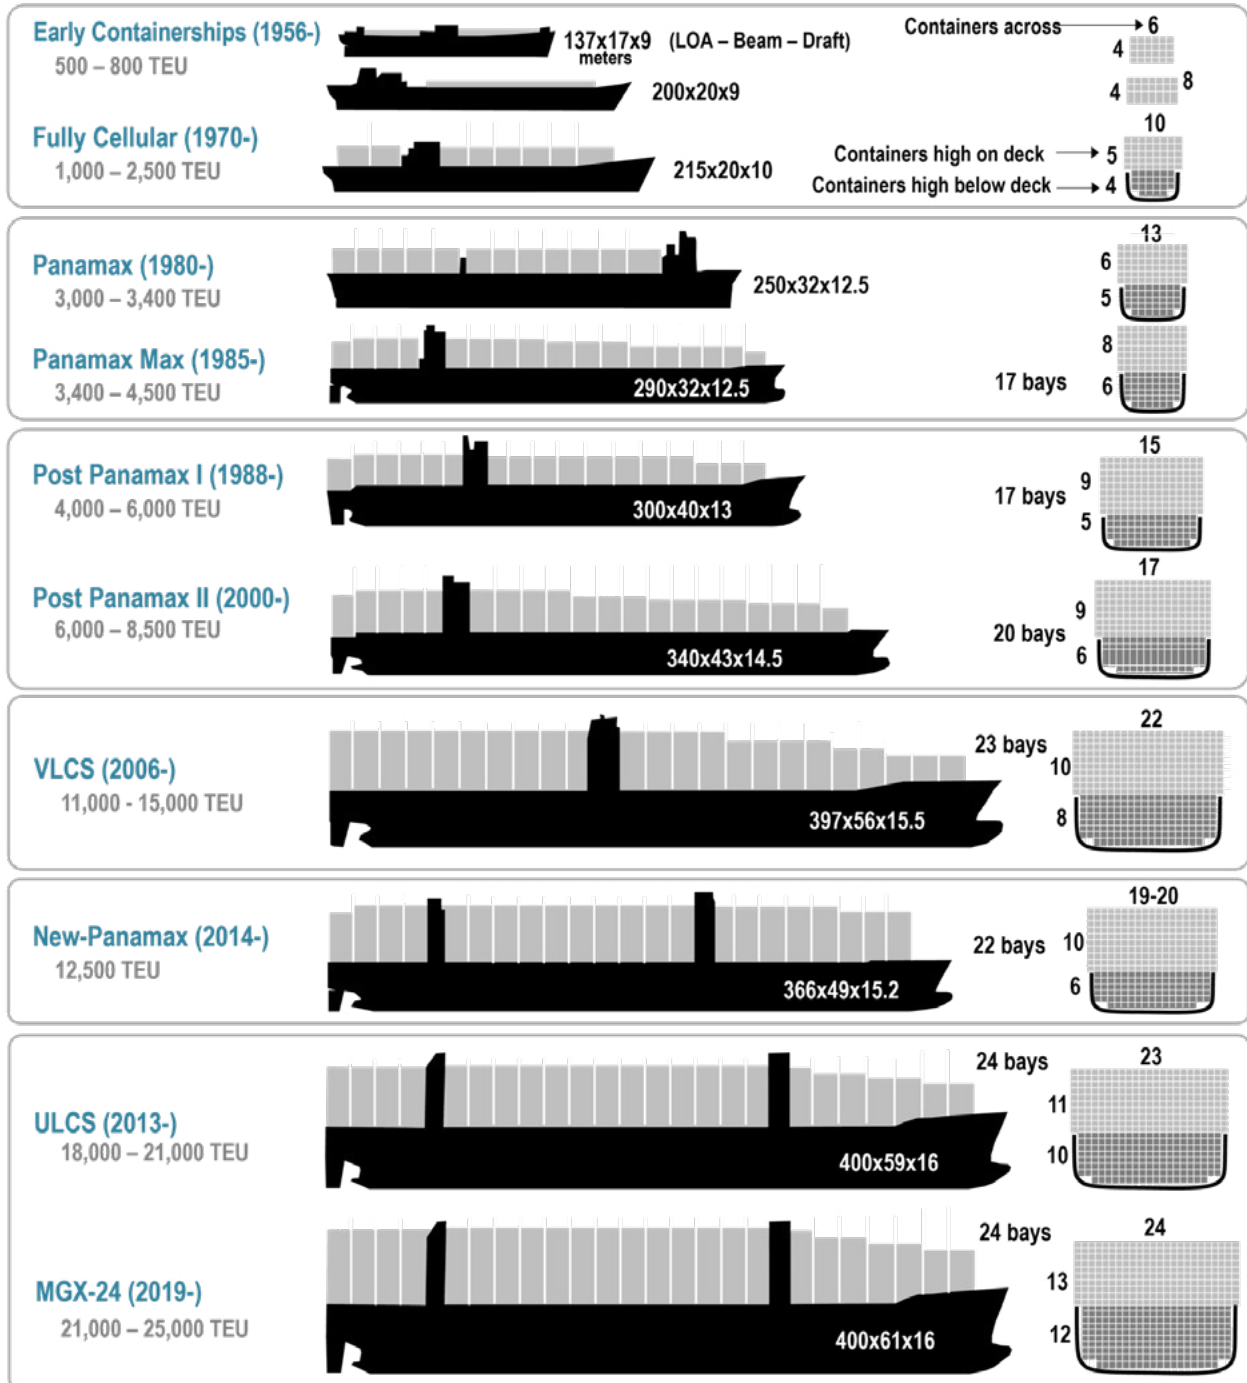 Early Containerships (1956-)
500 – 800 TEU
137x17x9 (LOA – Beam – Draft)
meters
Containers across 6
4
200x20x9
4 8
Fully Cellular (1970-)
1,000 – 2,500 TEU
215x20x10
10
Containers high on deck 5
Containers high below deck 4
Panamax (1980-)
3,000 – 3,400 TEU
250x32x12.5
13
6
5
Panamax Max (1985-)
3,400 – 4,500 TEU
290x32x12.5
17 bays
8
6
Post Panamax I (1988-)
4,000 – 6,000 TEU
300x40x13
17 bays
15
9
5
Post Panamax II (2000-)
6,000 – 8,500 TEU
340x43x14.5
20 bays
17
9
6
VLCS (2006-)
11,000 - 15,000 TEU
397x56x15.5
23 bays
22
10
8
New-Panamax (2014-)
12,500 TEU
366x49x15.2
22 bays
19-20
10
6
ULCS (2013-)
18,000 – 21,000 TEU
400x59x16
24 bays
23
11
10
MGX-24 (2019-)
21,000 – 25,000 TEU
400x61x16
24 bays
24
13
12